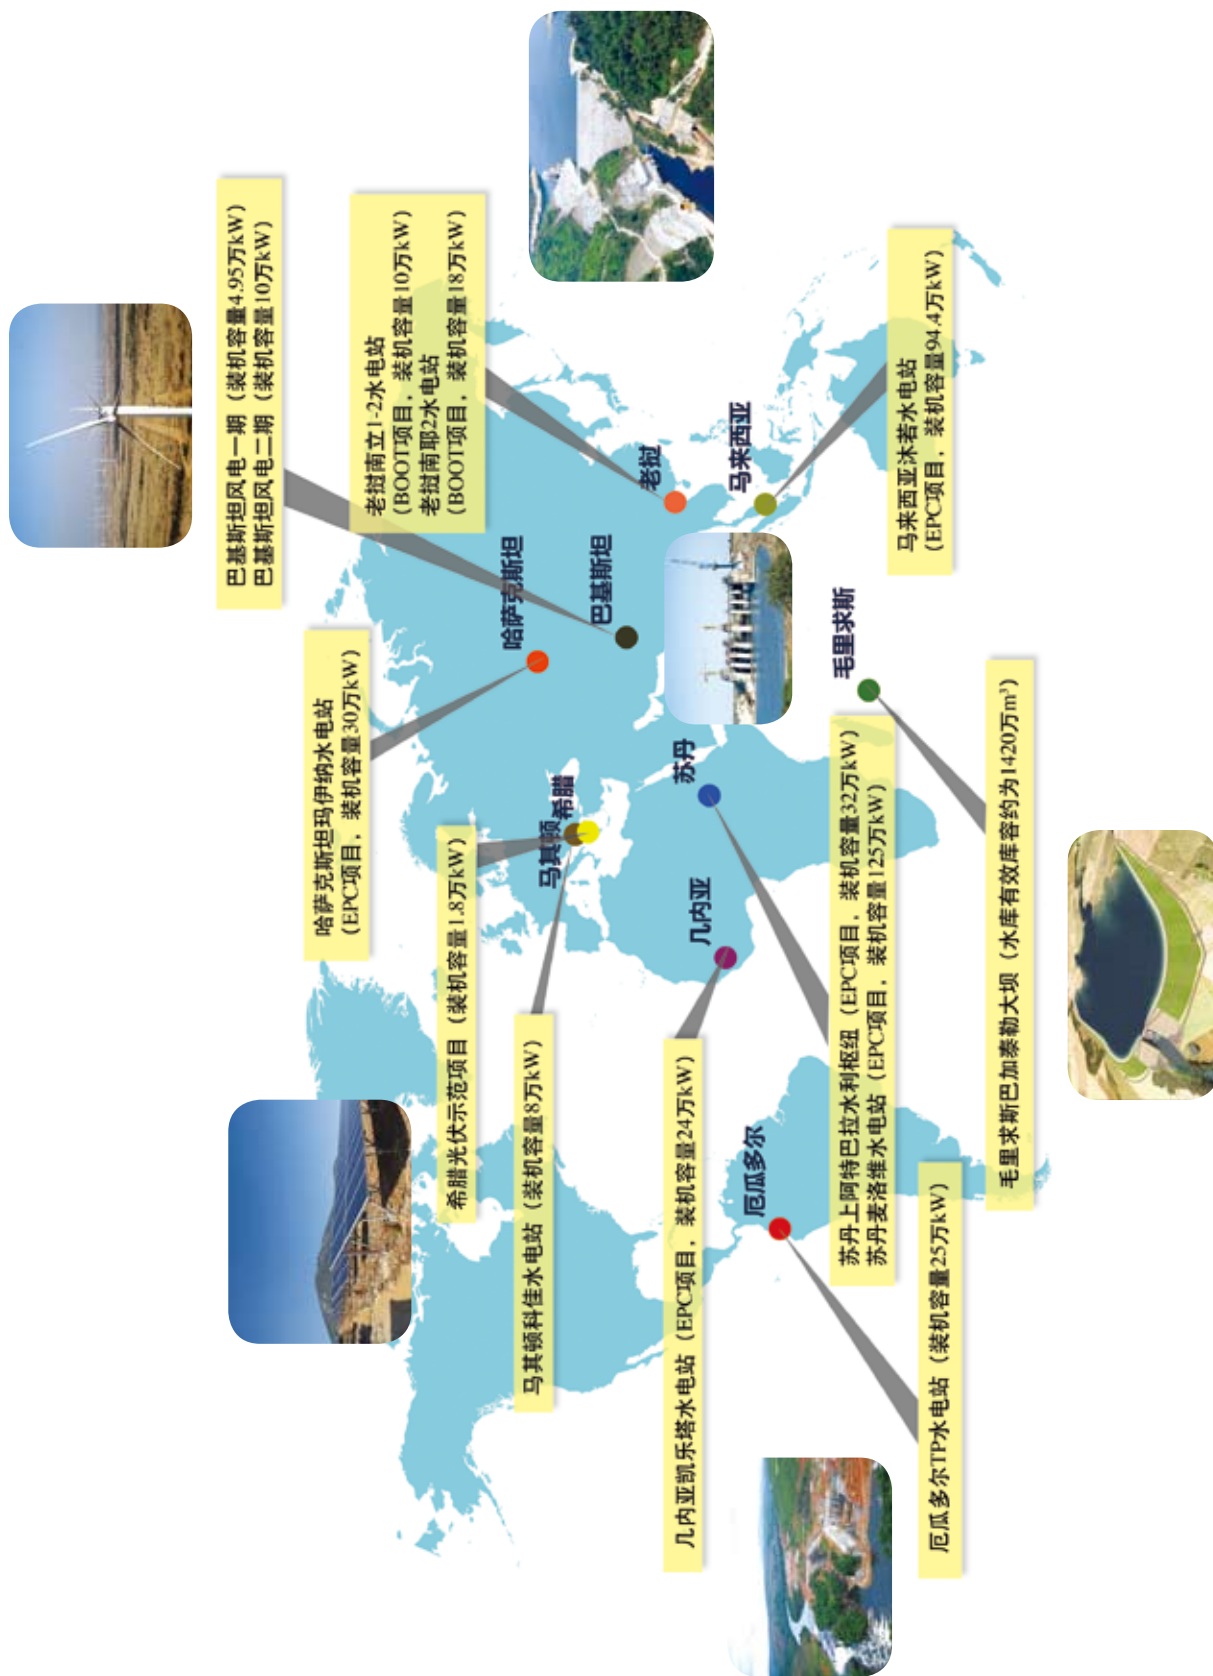 巴基斯坦风电一期（装机容量4.95万kW）
巴基斯坦风电二期（装机容量10万kW）
哈萨克斯坦玛伊纳水电站
（EPC项目，装机容量30万kW）
老挝南立1-2水电站
（BOOT项目，装机容量10万kW）
老挝南耶2水电站
（BOOT项目，装机容量18万kW）
希腊光伏示范项目（装机容量1.8万kW）
马其顿科佳水电站（装机容量8万kW）
哈萨克斯坦
马其顿
希腊
巴基斯坦
老挝
几内亚凯乐塔水电站（EPC项目，装机容量24万kW）
几内亚
苏丹
马来西亚
厄瓜多尔
毛里求斯
苏丹上阿特巴拉水利枢纽（EPC项目，装机容量32万kW）
苏丹麦洛维水电站（EPC项目，装机容量125万kW）
马来西亚沐若水电站
（EPC项目，装机容量94.4万kW）
厄瓜多尔TP水电站（装机容量25万kW）
毛里求斯巴加泰勒大坝（水库有效库容约为1420万m³）